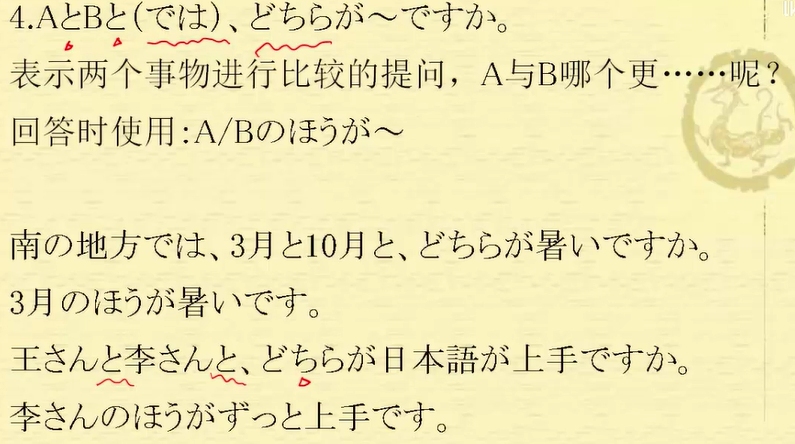 4.AとBと(では)、どちらが～ですか。
表示两个事物进行比较的提问，A与B哪个更……呢？
回答时使用:A/Bのほうが～
南の地方では、3月と10月と、どちらが暑いですか。
3月のほうが暑いです。
王さんと李さんと、どちらが日本語が上手ですか。
李さんのほうがずっと上手です。